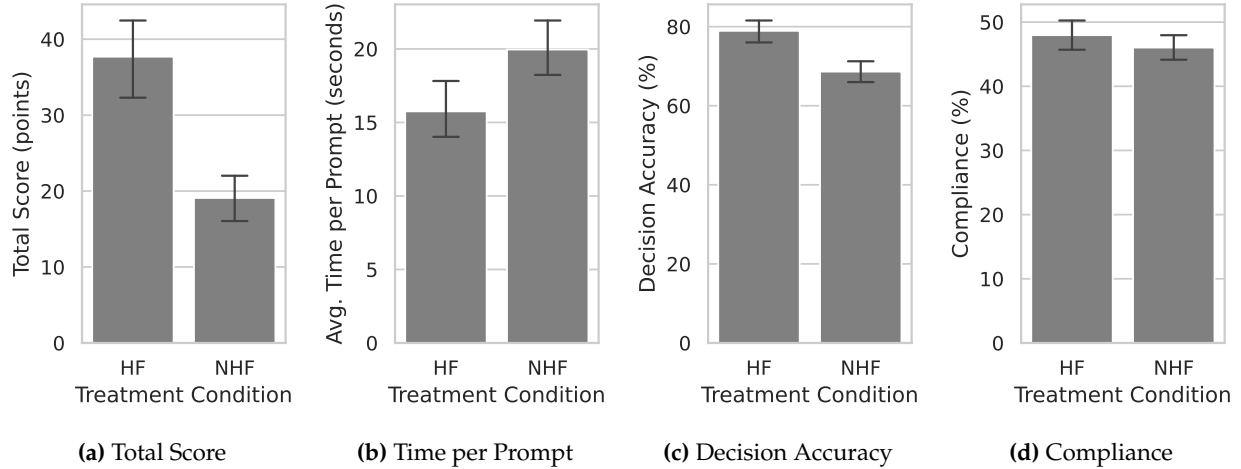 Total Score (points)
40
30
20
10
0
HF NHF
Treatment Condition
(a) Total Score
Avg. Time per Prompt (seconds)
20
15
10
5
0
HF NHF
Treatment Condition
(b) Time per Prompt
Decision Accuracy (%)
80
60
40
20
0
HF NHF
Treatment Condition
(c) Decision Accuracy
Compliance (%)
50
40
30
20
10
0
HF NHF
Treatment Condition
(d) Compliance